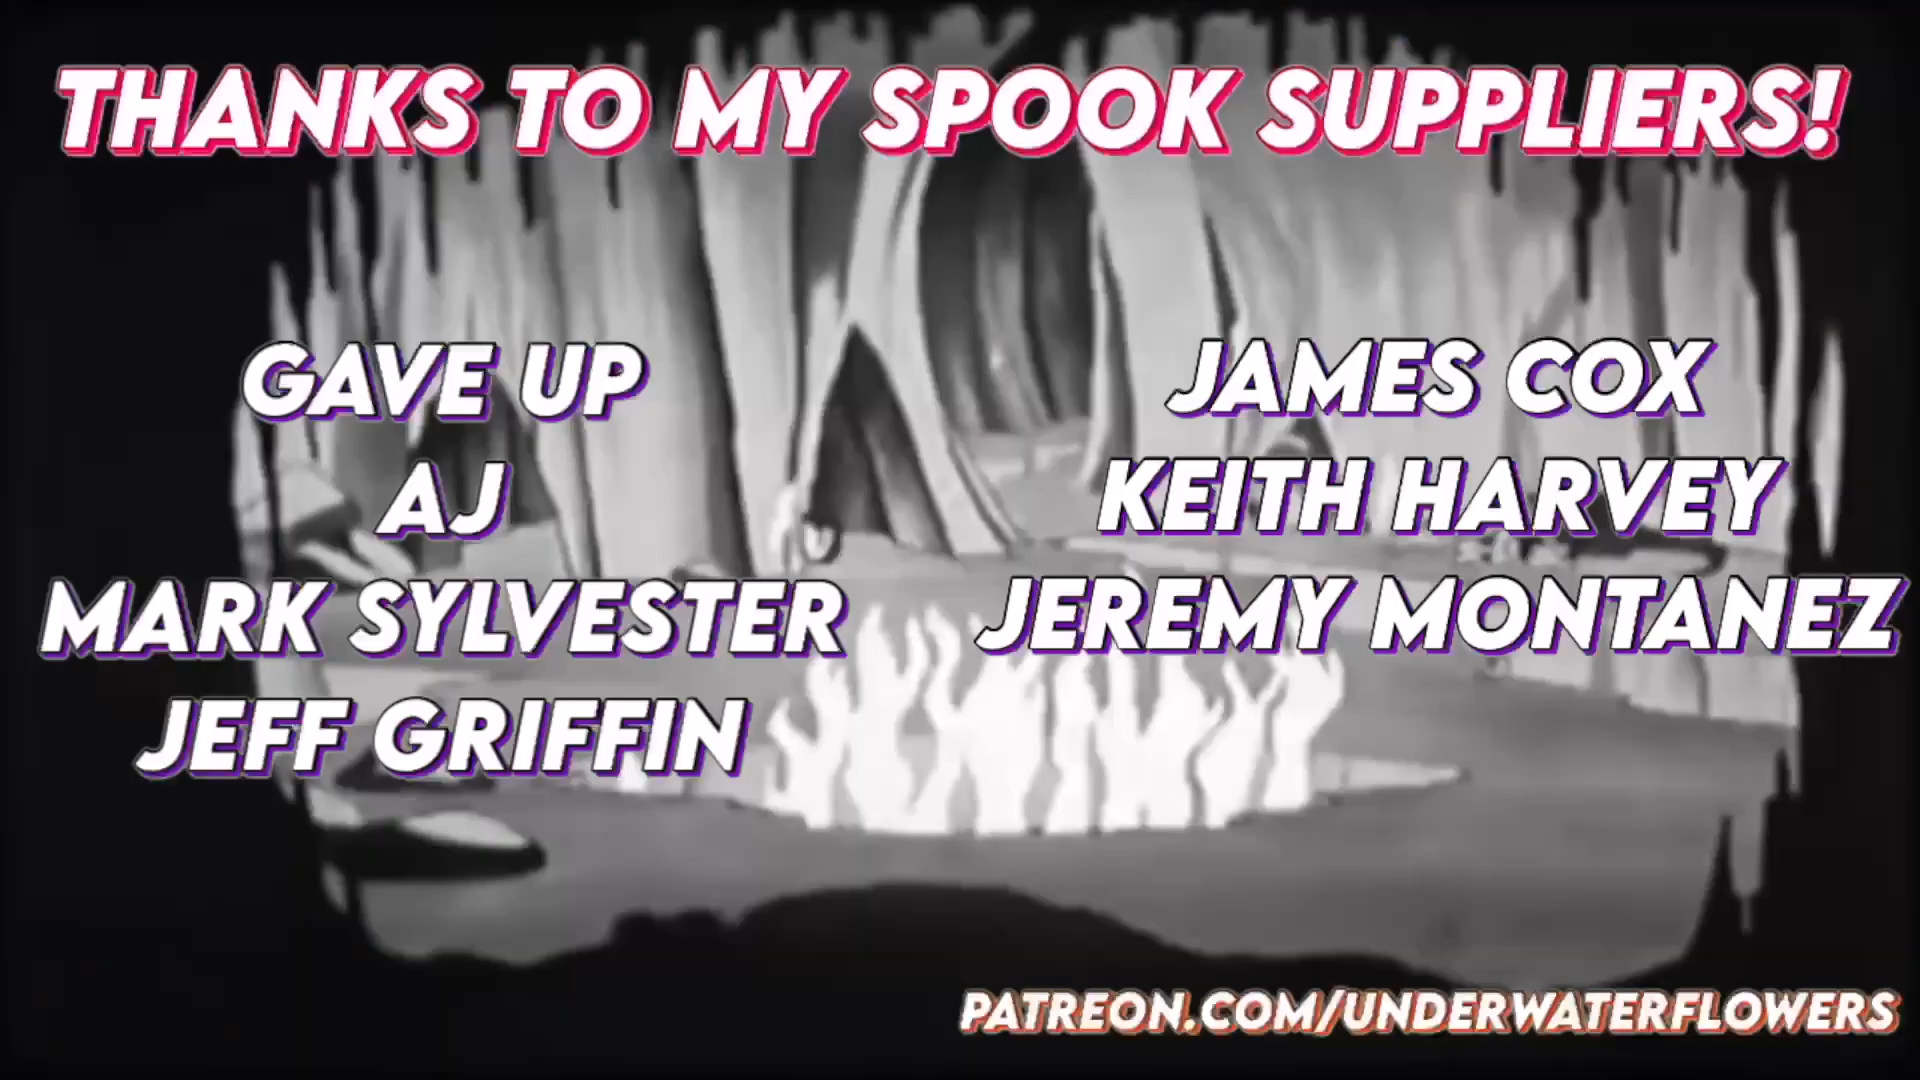 THANKS TO MY SPOOK SUPPLIERS!
GAVE UP
AJ
MARK SYLVESTER
JEFF GRIFFIN
JAMES COX
KEITH HARVEY
JEREMY MONTANEZ
PATREON.COM/UNDERWATERFLOWERS